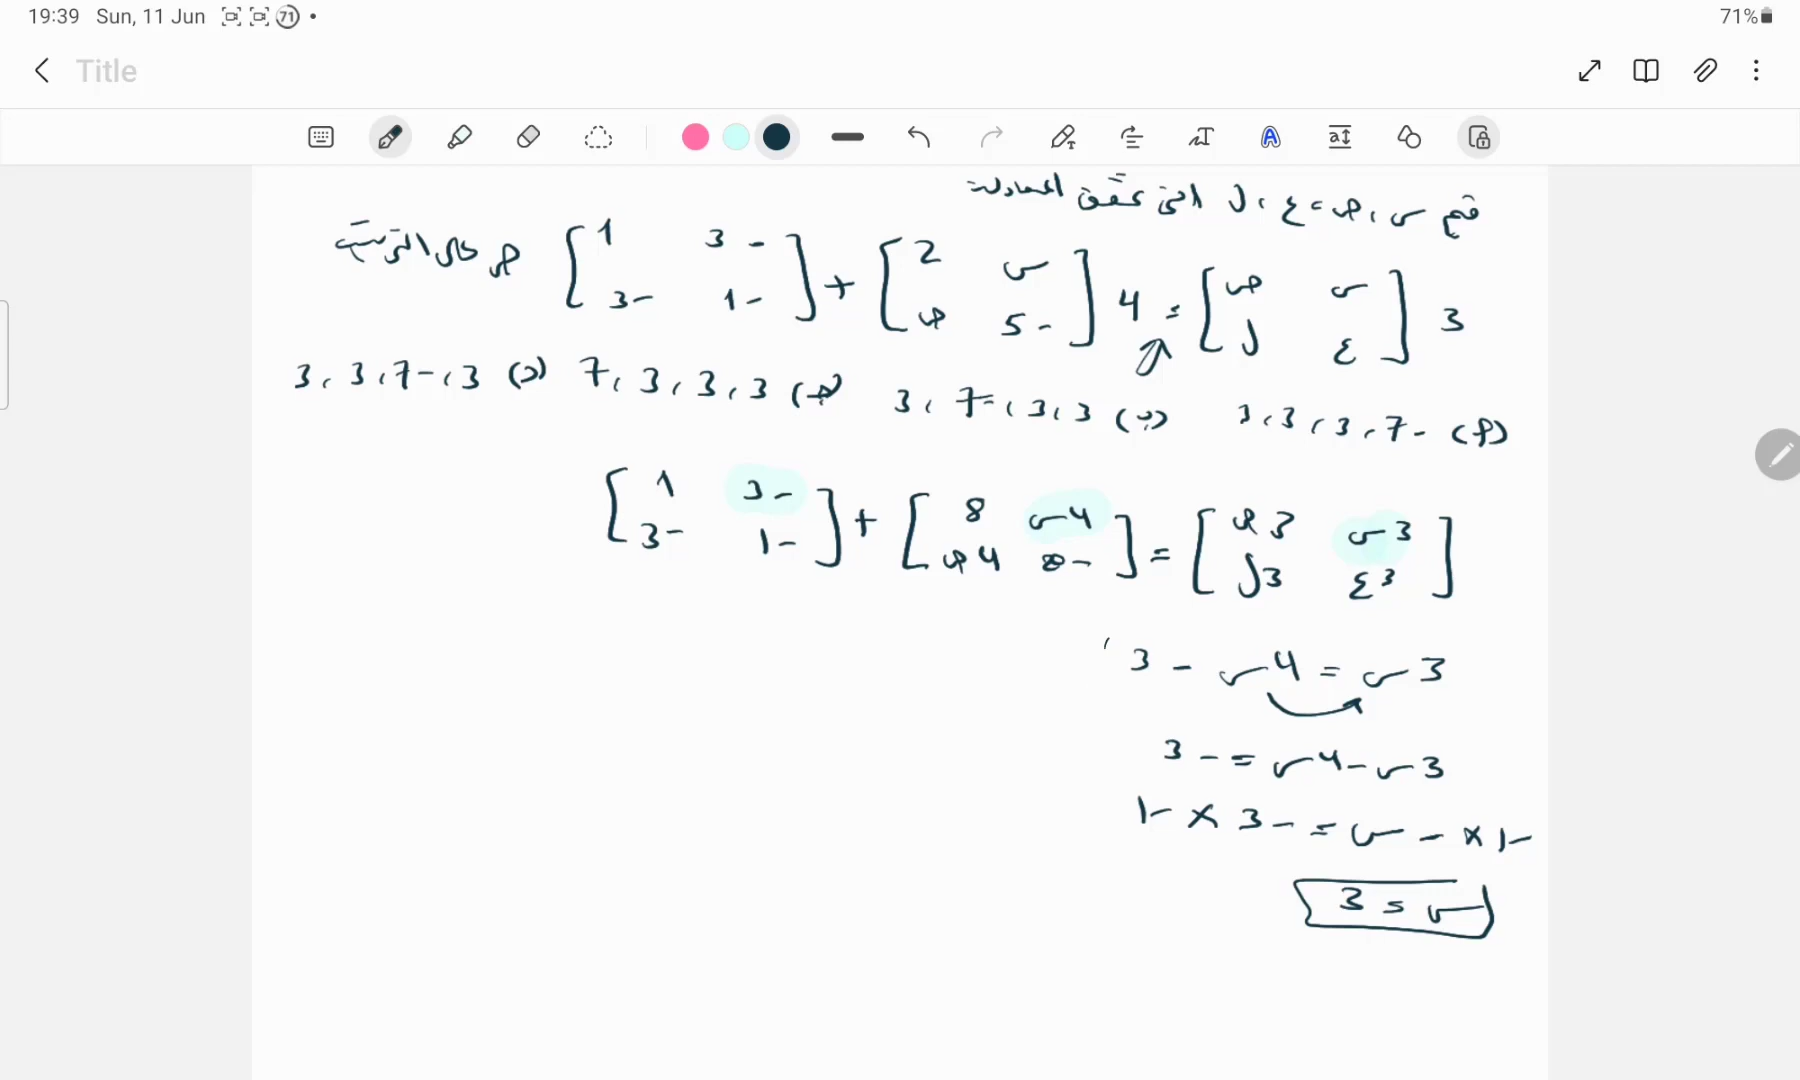 19:39 Sun, 11 Jun 71 71%
Title
قيم س، ص، ع، ل التي تحقق المعادلة
3 [س ص ع ل] = 4 [س 2 -5 ص] + [-3 1 -1 -3] هي على الترتيب
(أ) -7، 3، 3، 3 (ب) 3، 3، -7، 3 (جـ) 3، 3، 3، 7 (د) 3، -7، 3، 3
[3س 3ص 3ع 3ل] = [4س 8 -20 4ص] + [-3 1 -1 -3]
3س = 4س - 3
3س - 4س = -3
-1 × -س = -3 × -1
س = 3